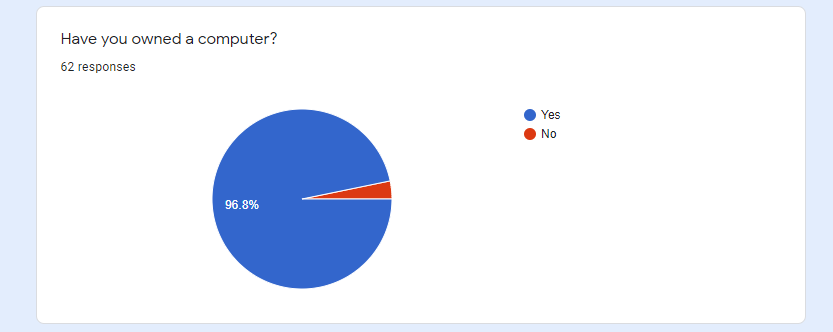 Have you owned a computer?
62 responses
Yes
No
96.8%